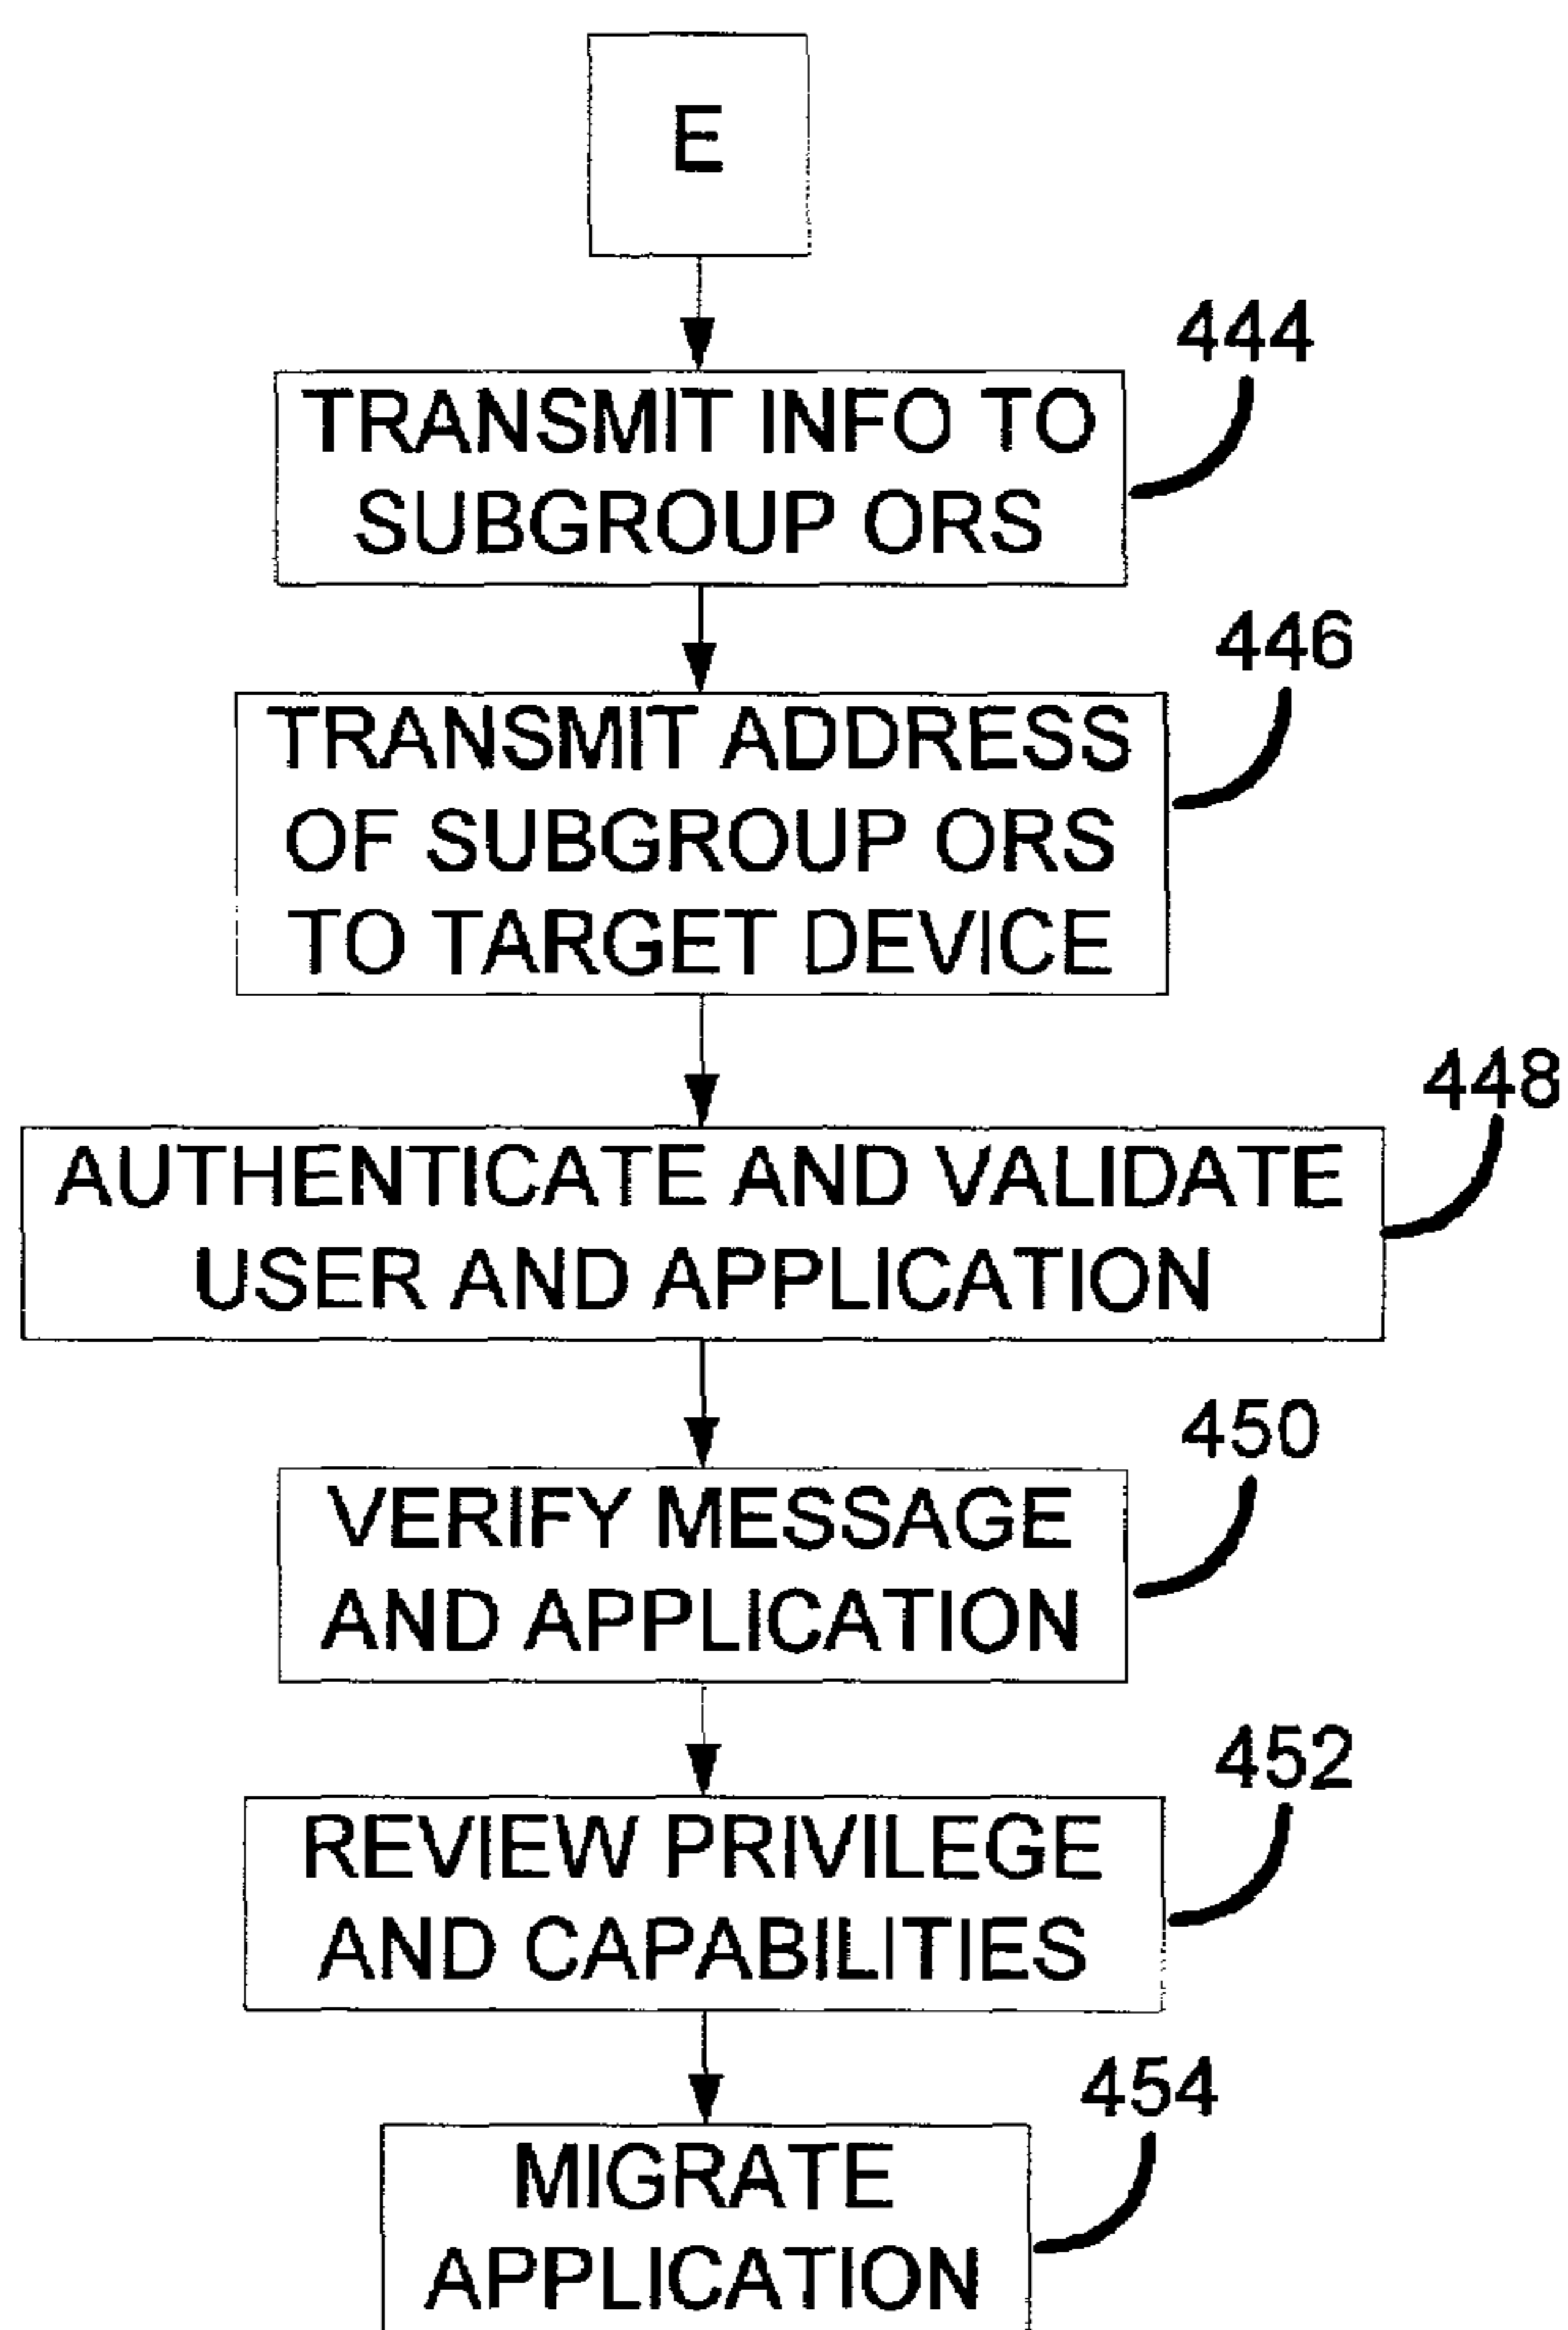 E
444
TRANSMIT INFO TO
SUBGROUP ORS
446
TRANSMIT ADDRESS
OF SUBGROUP ORS
TO TARGET DEVICE
448
AUTHENTICATE AND VALIDATE
USER AND APPLICATION
450
VERIFY MESSAGE
AND APPLICATION
452
REVIEW PRIVILEGE
AND CAPABILITIES
454
MIGRATE
APPLICATION